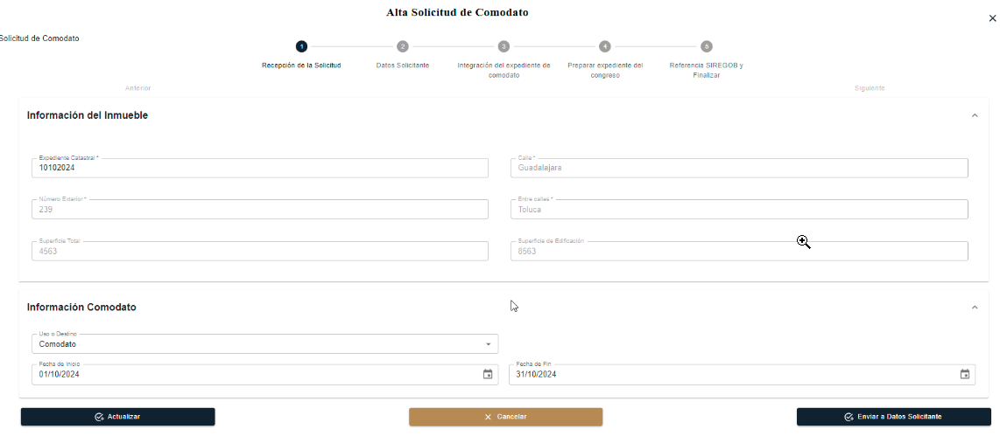 Alta Solicitud de Comodato
Solicitud de Comodato
1 2 3 4 5
Recepción de la Solicitud
Datos Solicitante
Integración del expediente de
comodato
Preparar expediente del
congreso
Referencia SIREGOB y
Finalizar
Anterior
Siguiente
Información del Inmueble
Expediente Catastral *
10102024
Calle *
Guadalajara
Número Exterior *
239
Entre calles *
Toluca
Superficie Total
4563
Superficie de Edificación
8563
Información Comodato
Uso o Destino
Comodato
Fecha de Inicio
01/10/2024
Fecha de Fin
31/10/2024
Actualizar
Cancelar
Enviar a Datos Solicitante